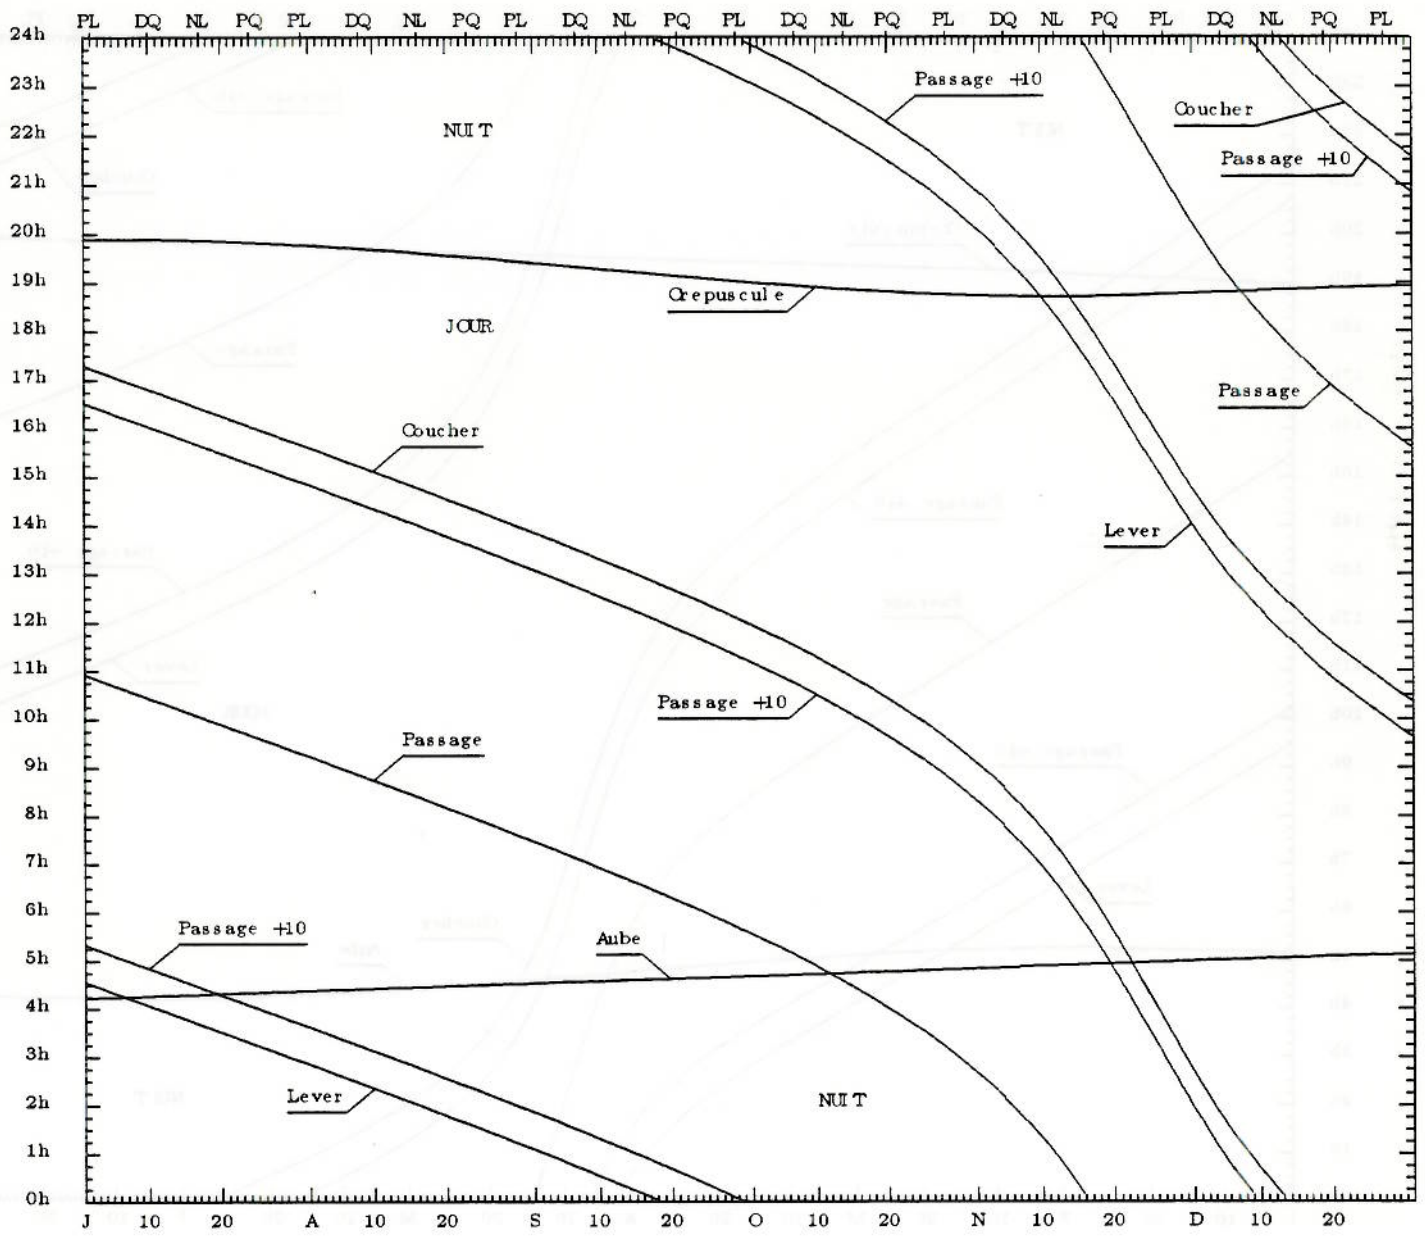 PL DQ NL PQ PL DQ NL PQ PL DQ NL PQ PL DQ NL PQ PL DQ NL PQ PL DQ NL PQ PL
24h
23h
22h
21h
20h
19h
18h
17h
16h
15h
14h
13h
12h
11h
10h
9h
8h
7h
6h
5h
4h
3h
2h
1h
0h
Passage +10
Coucher
NUIT
Passage +10
Crepuscule
JOUR
Passage
Coucher
Lever
Passage +10
Passage
Passage +10
Aube
Lever
NUIT
J 10 20 A 10 20 S 10 20 O 10 20 N 10 20 D 10 20